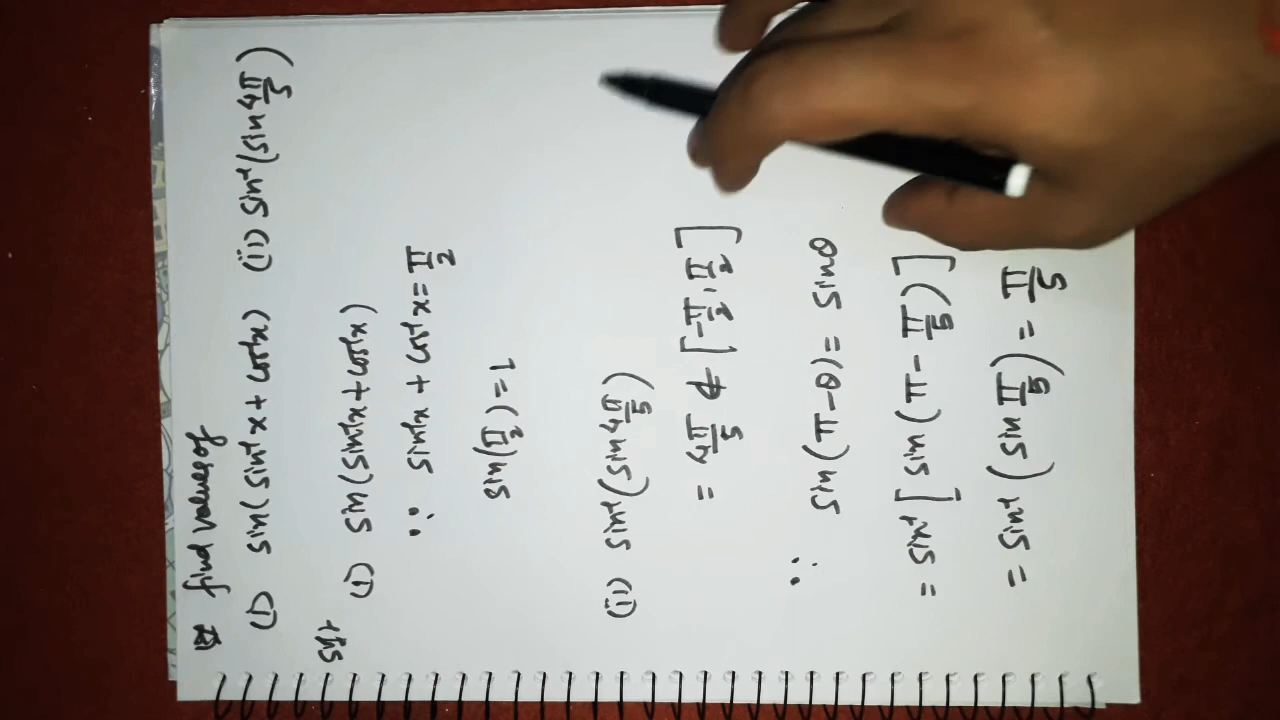 find values of
(i) sin(sin⁻¹x + cos⁻¹x) (ii) sin⁻¹(sin 4π/5)
Sol↑
(i) sin(sin⁻¹x + cos⁻¹x)
∵ sin⁻¹x + cos⁻¹x = π/2
sin(π/2) = 1
(ii) sin⁻¹(sin 4π/5)
= 4π/5 ∉ [-π/2, π/2]
∵ sin(π-θ) = sinθ
= sin⁻¹[sin(π - π/5)]
= sin⁻¹(sin π/5) = π/5